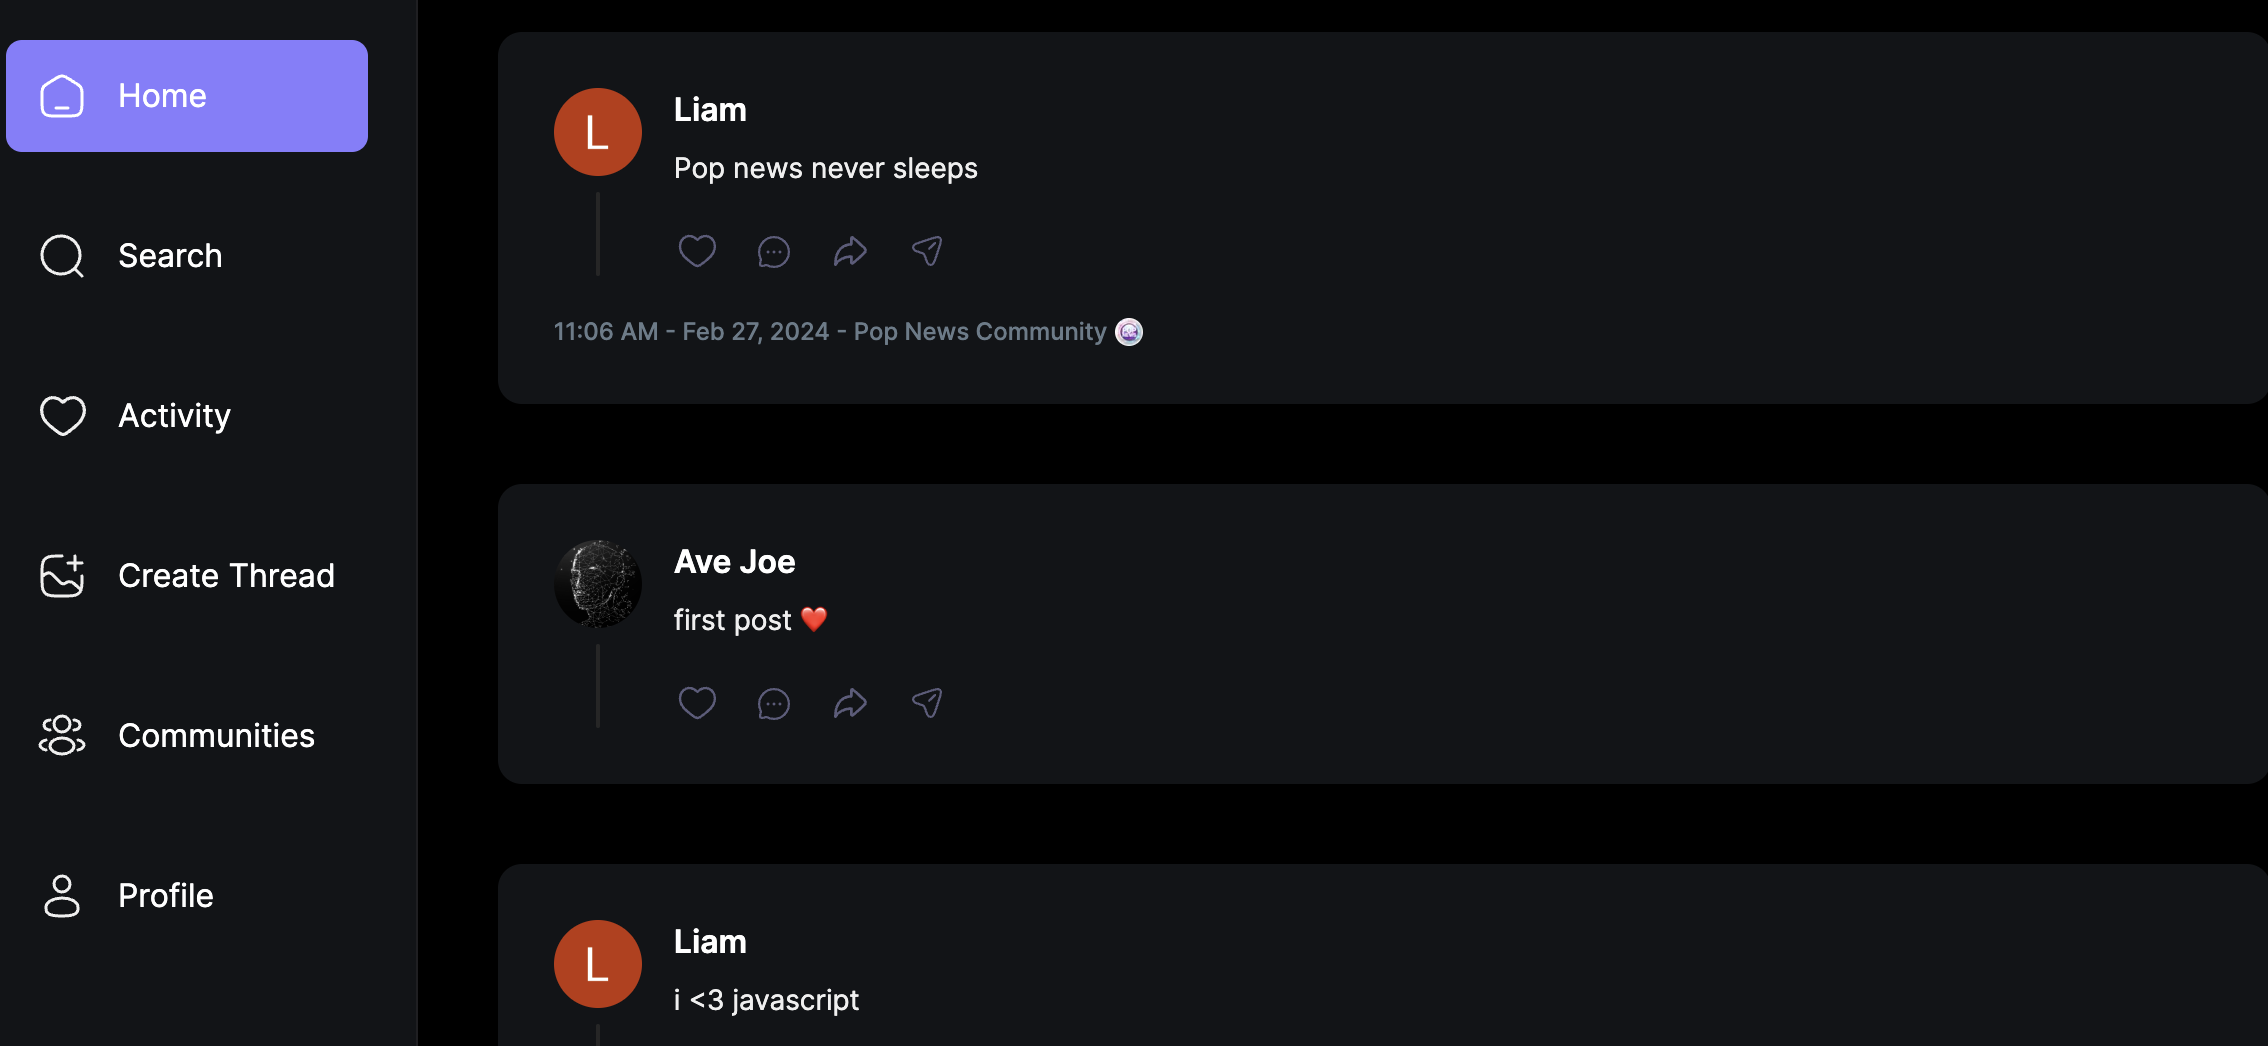 Home
Search
Activity
Create Thread
Communities
Profile
L
Liam
Pop news never sleeps
11:06 AM - Feb 27, 2024 - Pop News Community
Ave Joe
first post ❤️
L
Liam
i <3 javascript